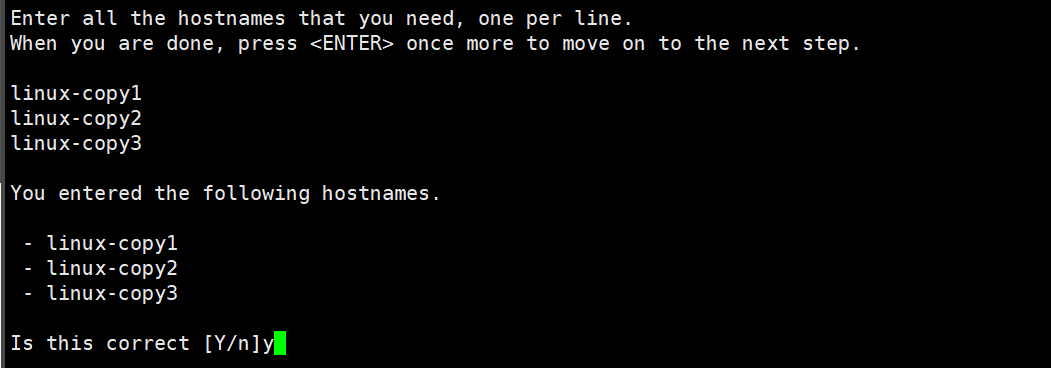 Enter all the hostnames that you need, one per line.
When you are done, press <ENTER> once more to move on to the next step.
linux-copy1
linux-copy2
linux-copy3
You entered the following hostnames.
- linux-copy1
- linux-copy2
- linux-copy3
Is this correct [Y/n]y